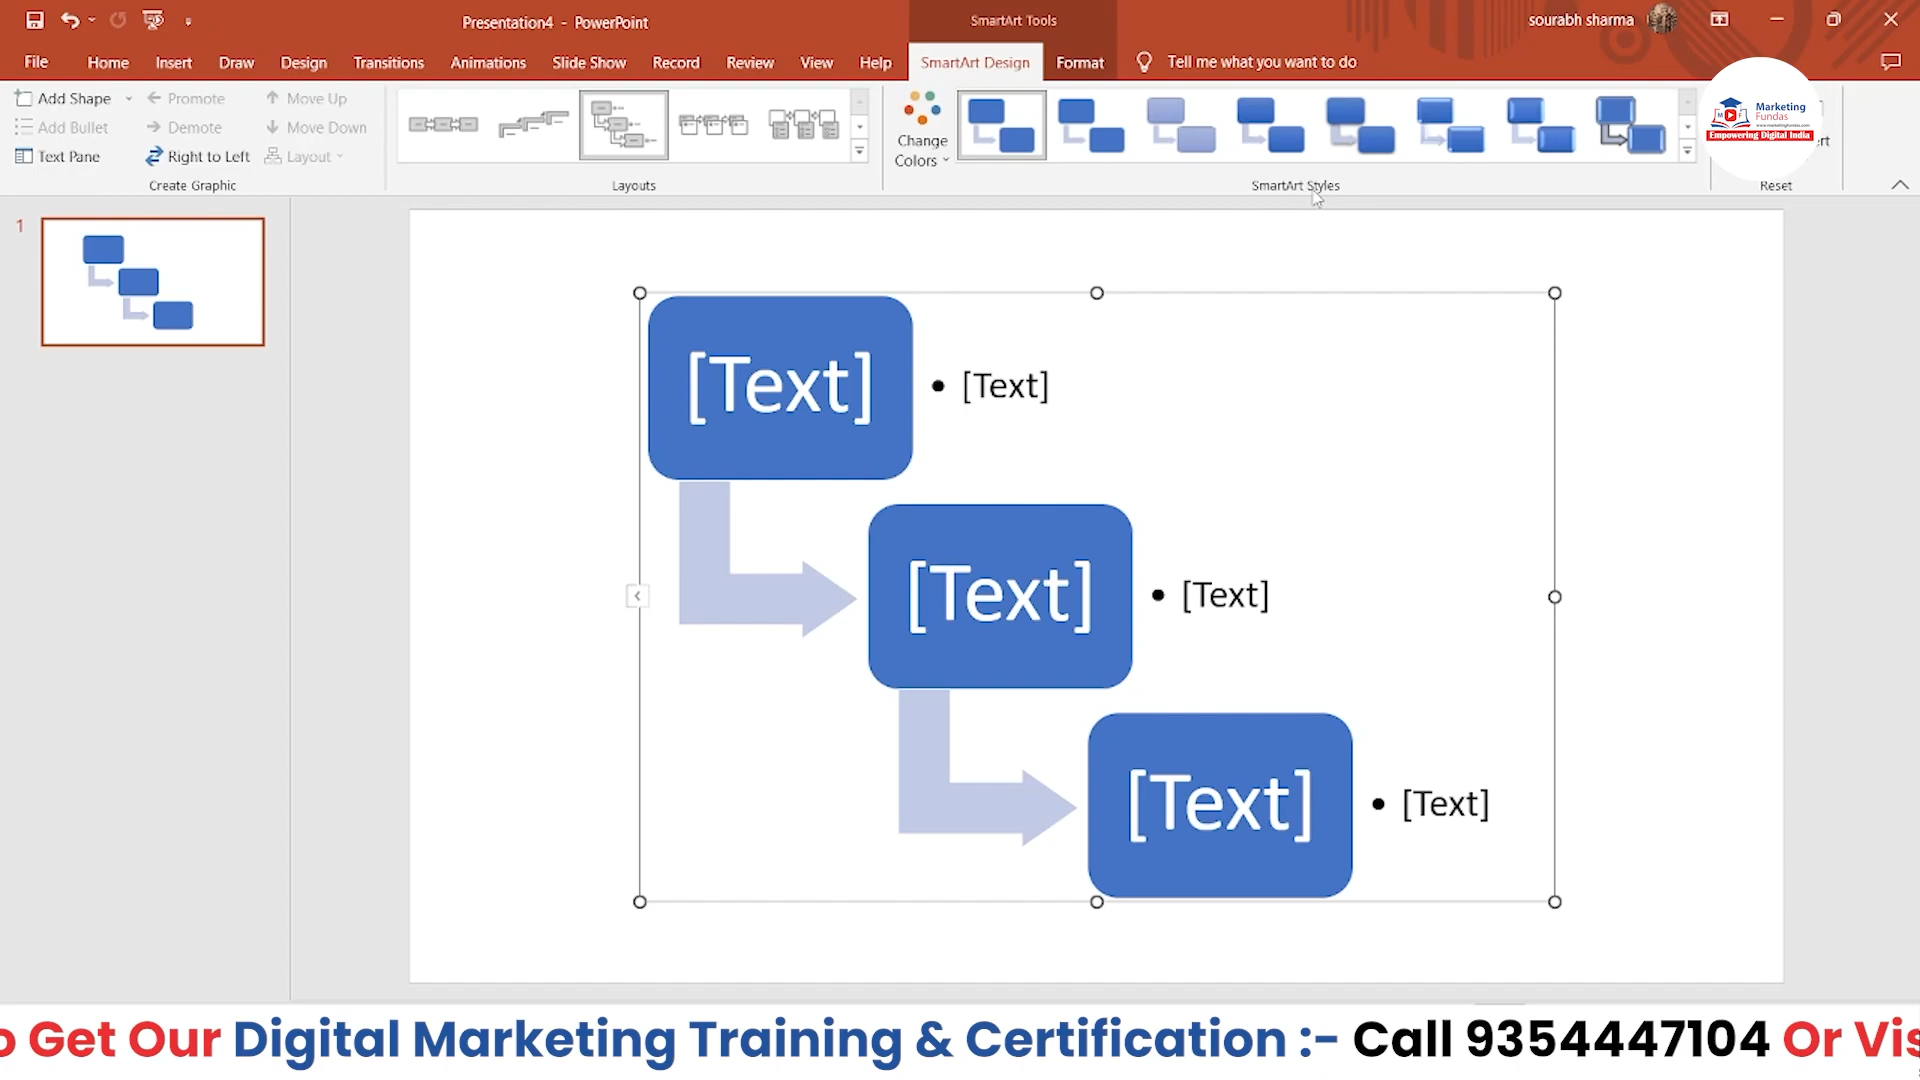 Presentation4 - PowerPoint
SmartArt Tools
sourabh sharma
File Home Insert Draw Design Transitions Animations Slide Show Record Review View Help SmartArt Design Format Tell me what you want to do
Add Shape Promote Move Up
Add Bullet Demote Move Down
Text Pane Right to Left Layout
Create Graphic
Layouts
Change
Colors
SmartArt Styles
Marketing
Fundas
Empowering Digital India
Reset
1
[Text]
• [Text]
[Text]
• [Text]
[Text]
• [Text]
o Get Our Digital Marketing Training & Certification :- Call 9354447104 Or Vis